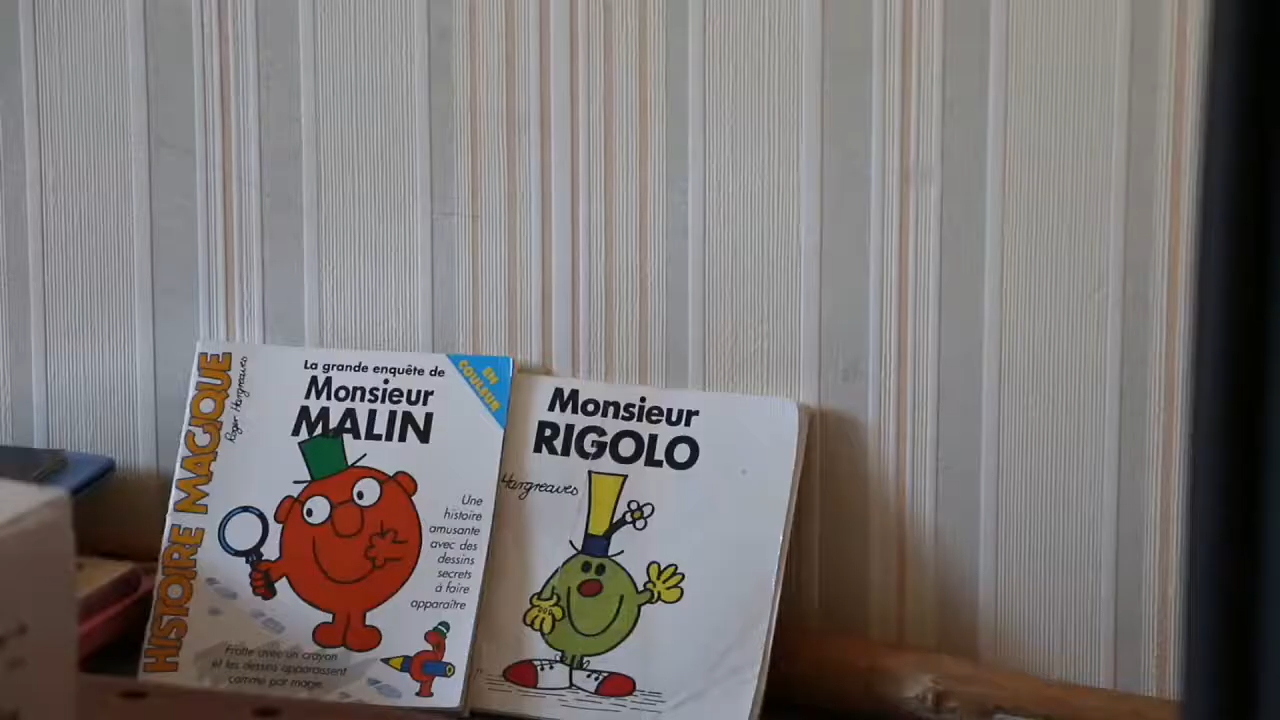 HISTOIRE MAGIQUE
Roger Hargreaves
La grande enquête de
Monsieur
MALIN
EN
COULEUR
Une
histoire
amusante
avec des
dessins
secrets
à faire
apparaître
Frotte avec un crayon
et les dessins apparaissent
comme par magie.
Monsieur
RIGOLO
Hargreaves